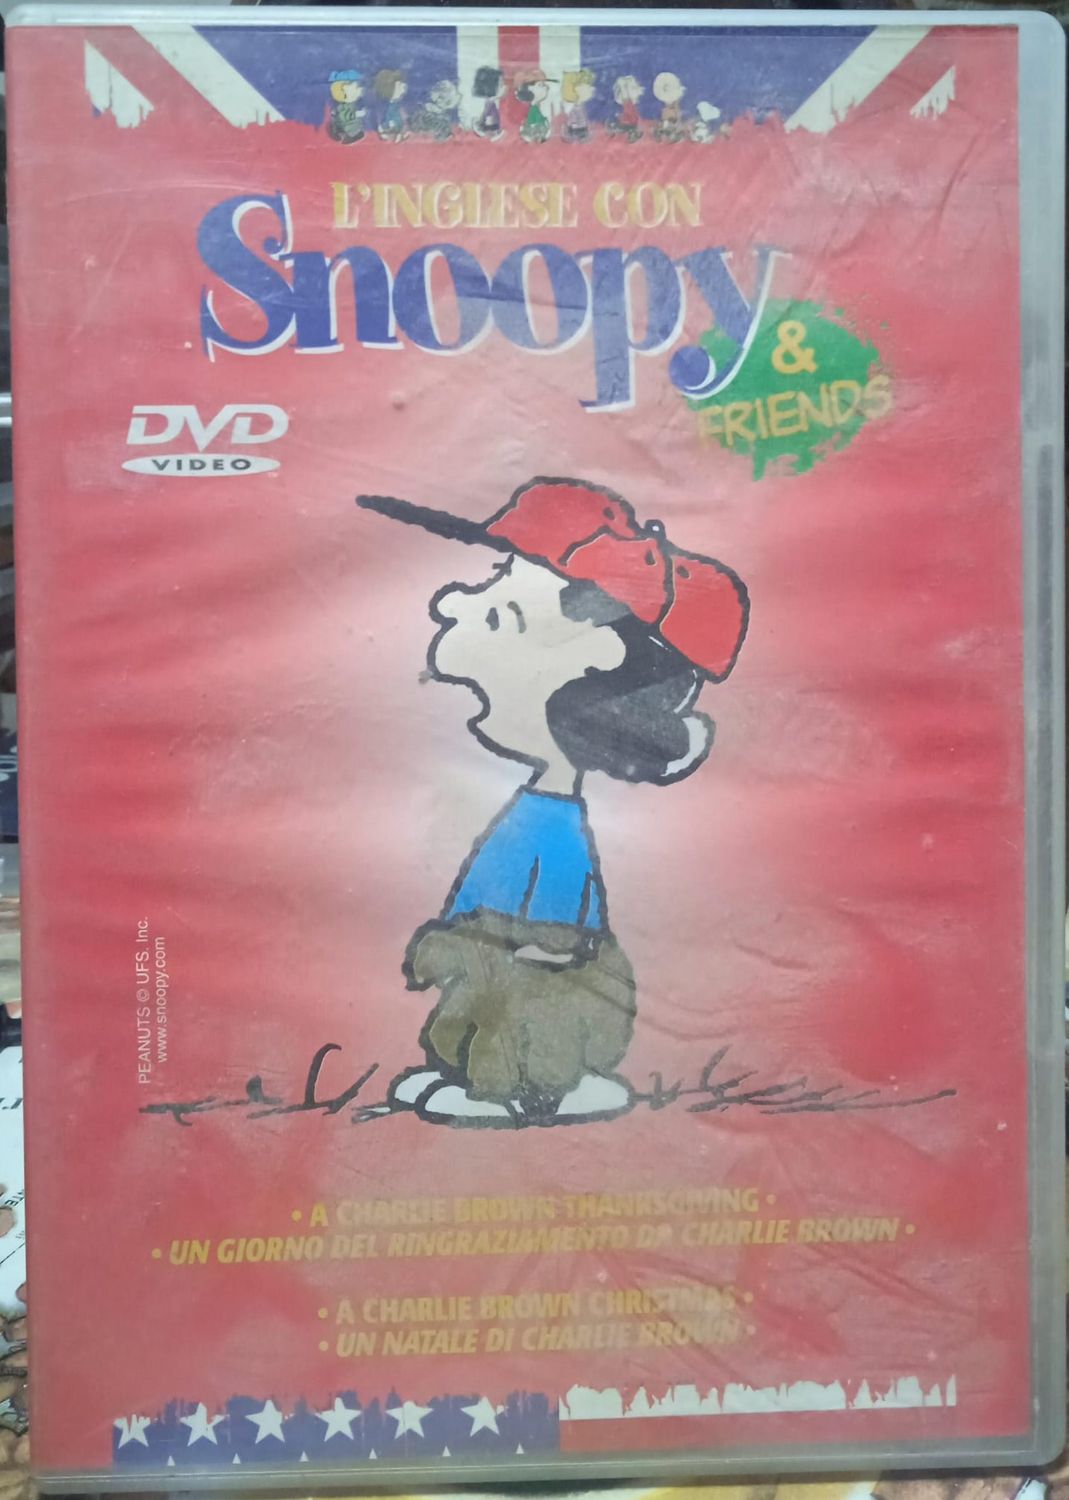 L'INGLESE CON
Snoopy
&
FRIENDS
DVD
VIDEO
PEANUTS © UFS. Inc.
www.snoopy.com
• A CHARLIE BROWN THANKSGIVING •
• UN GIORNO DEL RINGRAZIAMENTO DA CHARLIE BROWN •
• A CHARLIE BROWN CHRISTMAS •
• UN NATALE DI CHARLIE BROWN •